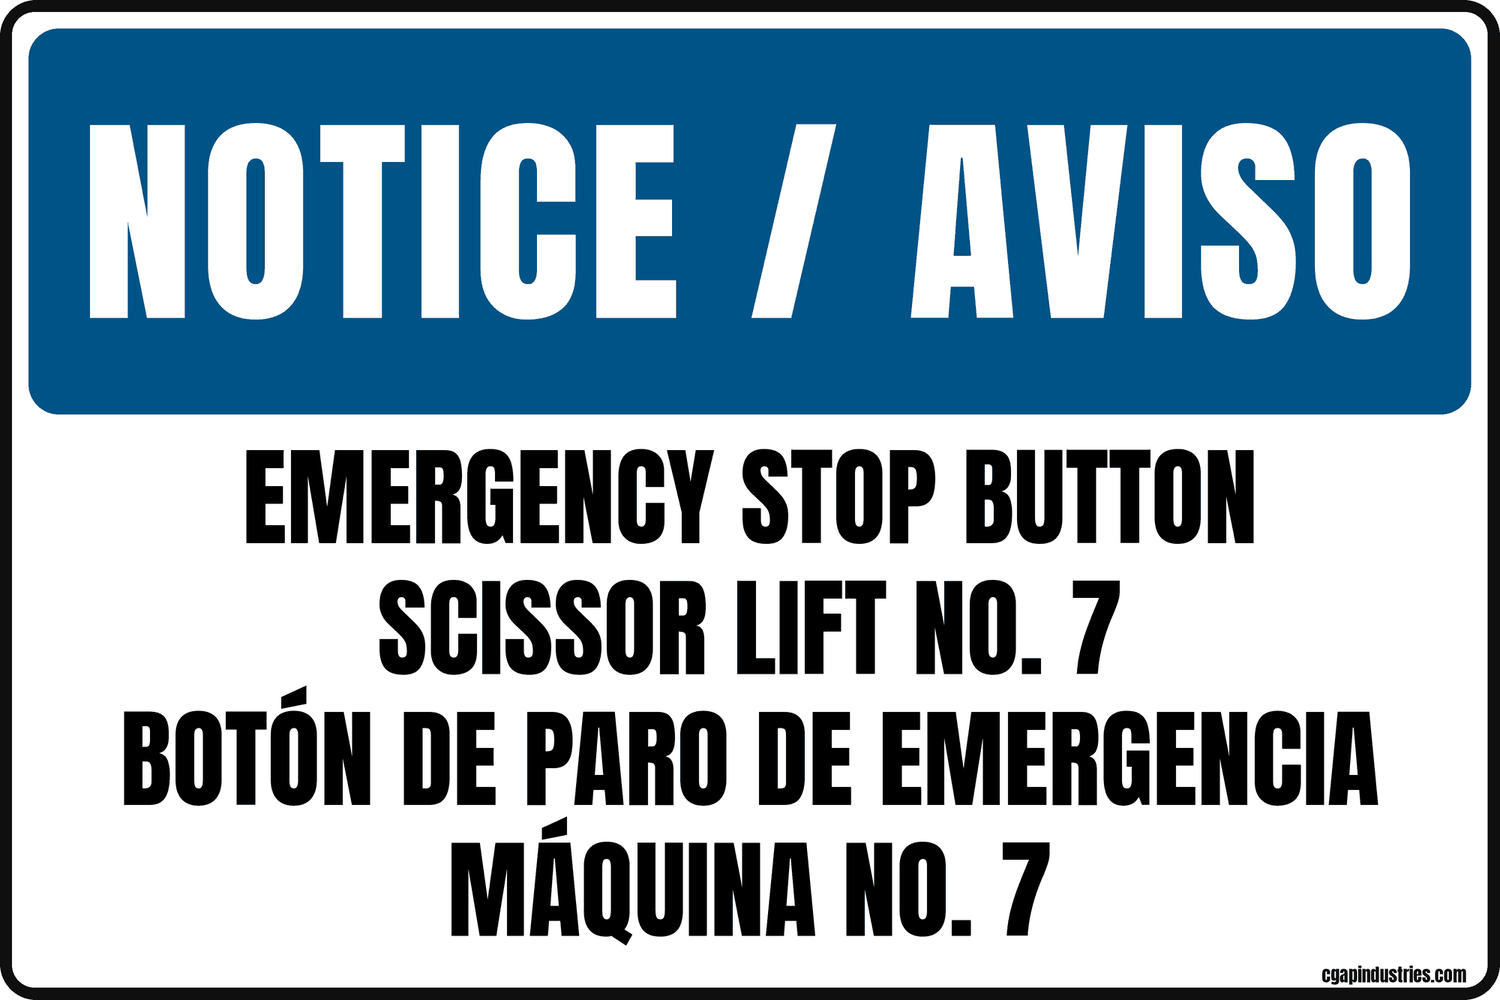 NOTICE / AVISO
EMERGENCY STOP BUTTON
SCISSOR LIFT NO. 7
BOTÓN DE PARO DE EMERGENCIA
MÁQUINA NO. 7
cgapindustries.com